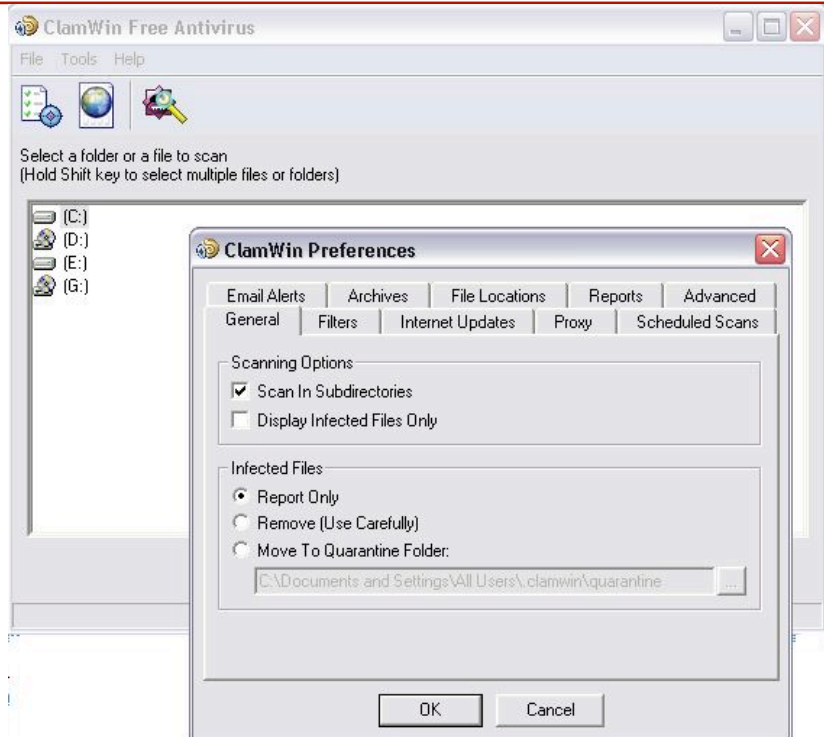 ClamWin Free Antivirus
File Tools Help
Select a folder or a file to scan
(Hold Shift key to select multiple files or folders)
(C:)
(D:)
(E:)
(G:)
ClamWin Preferences
Email Alerts Archives File Locations Reports Advanced
General Filters Internet Updates Proxy Scheduled Scans
Scanning Options
Scan In Subdirectories
Display Infected Files Only
Infected Files
Report Only
Remove (Use Carefully)
Move To Quarantine Folder:
C:\Documents and Settings\All Users\.clamwin\quarantine
...
OK Cancel